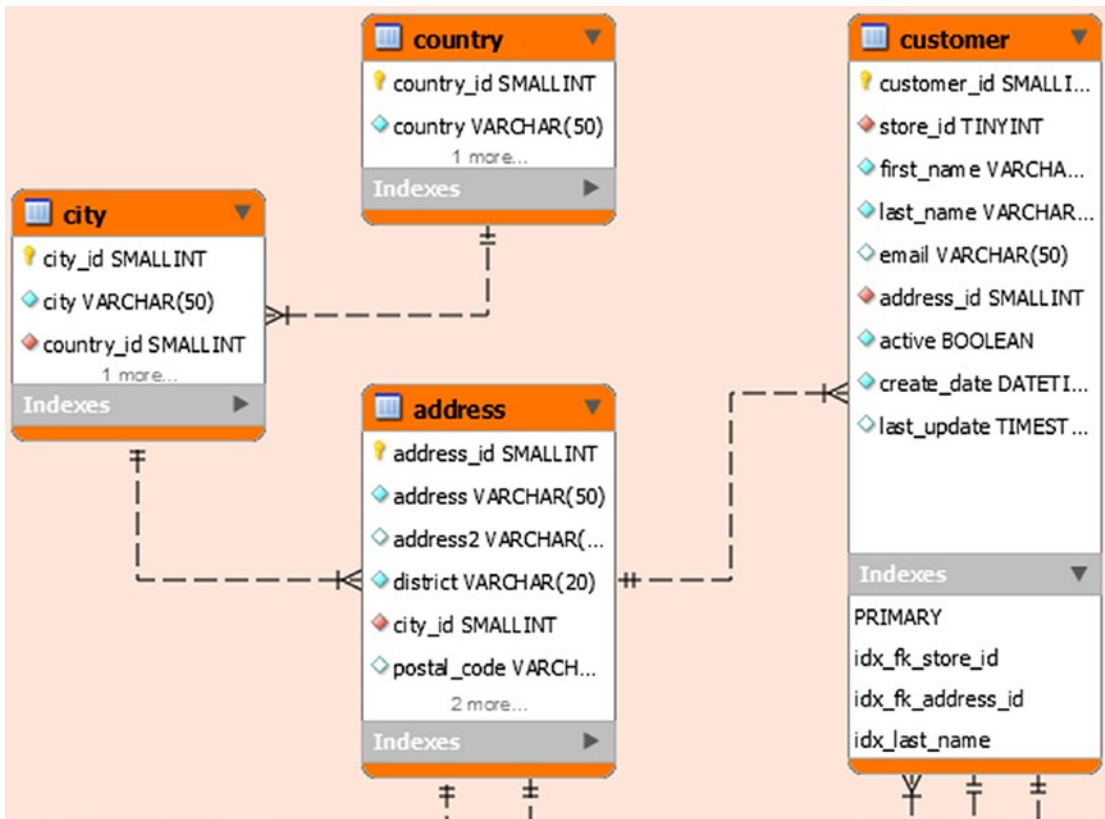 country
country_id SMALLINT
country VARCHAR(50)
1 more...
Indexes
city
city_id SMALLINT
city VARCHAR(50)
country_id SMALLINT
1 more...
Indexes
address
address_id SMALLINT
address VARCHAR(50)
address2 VARCHAR(...
district VARCHAR(20)
city_id SMALLINT
postal_code VARCH...
2 more...
Indexes
customer
customer_id SMALLI...
store_id TINYINT
first_name VARCHA...
last_name VARCHAR...
email VARCHAR(50)
address_id SMALLINT
active BOOLEAN
create_date DATETI...
last_update TIMEST...
Indexes
PRIMARY
idx_fk_store_id
idx_fk_address_id
idx_last_name